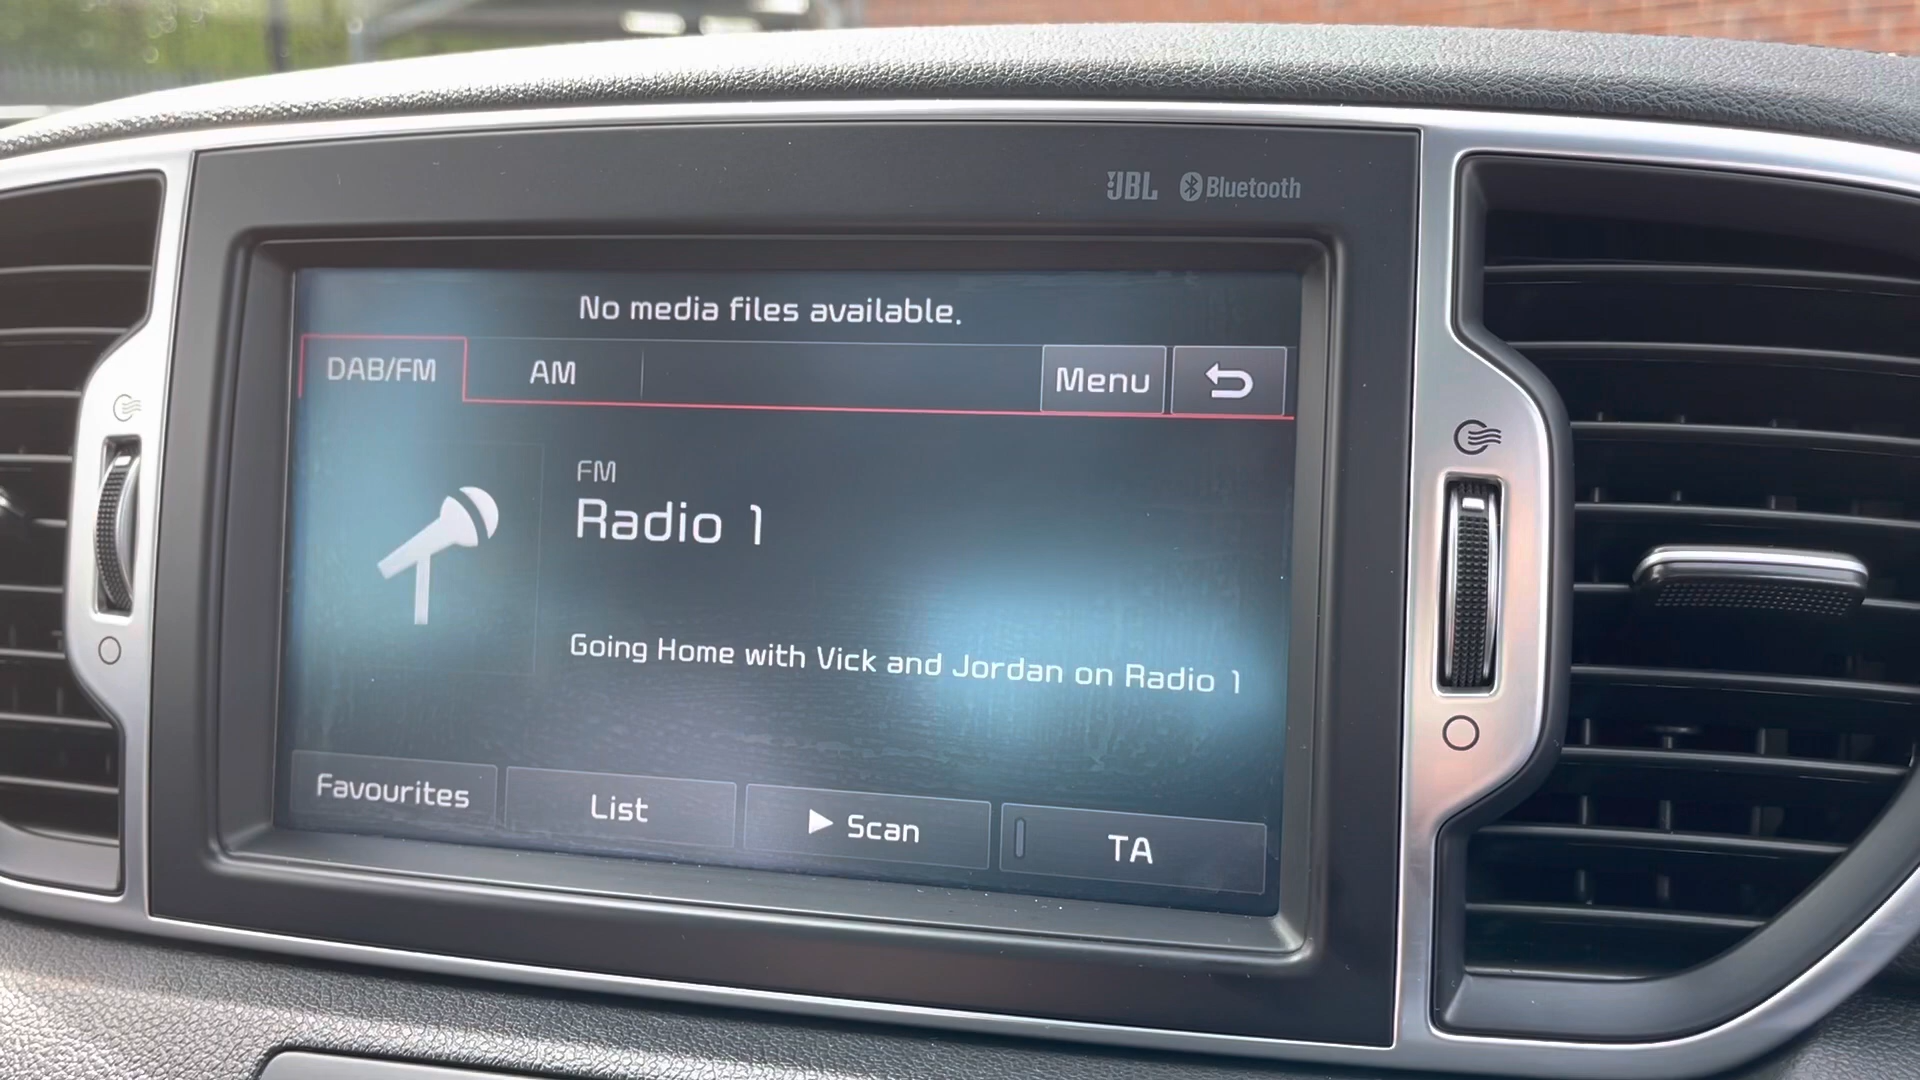 JBL Bluetooth
No media files available.
DAB/FM AM Menu
FM
Radio 1
Going Home with Vick and Jordan on Radio 1
Favourites List Scan TA